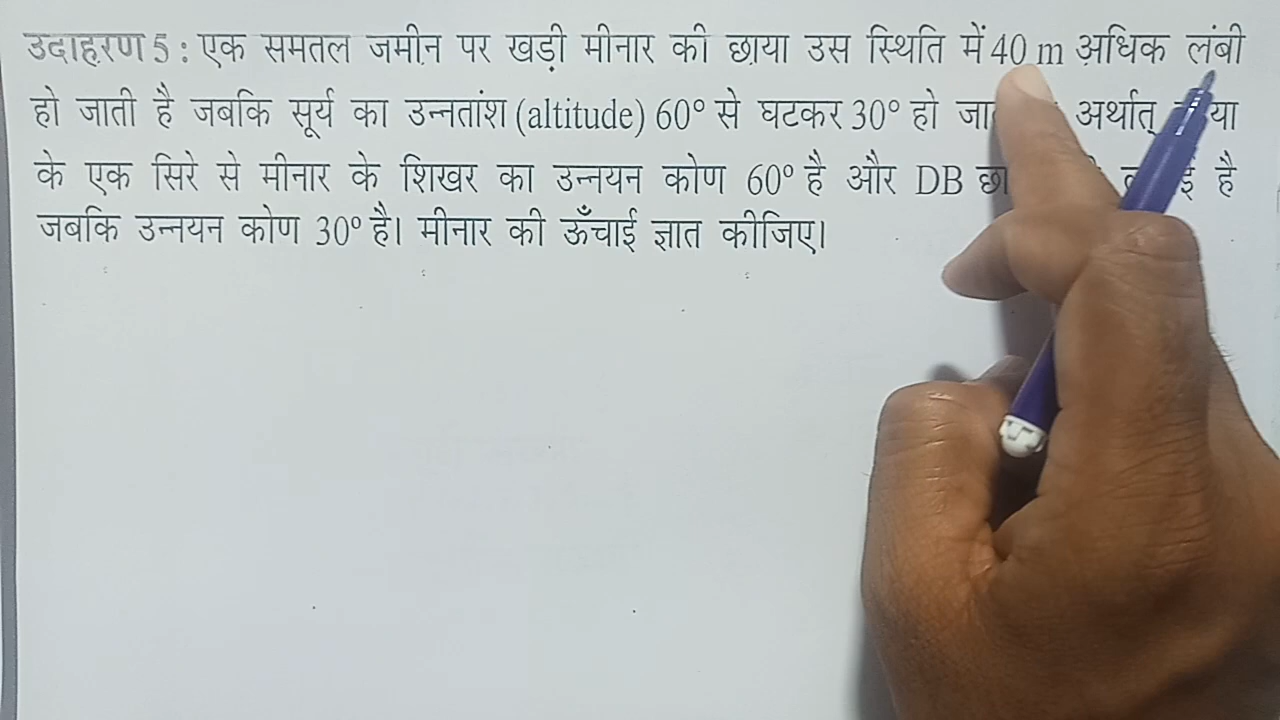 उदाहरण 5 : एक समतल जमीन पर खड़ी मीनार की छाया उस स्थिति में 40 m अधिक लंबी
हो जाती है जबकि सूर्य का उन्नतांश (altitude) 60° से घटकर 30° हो अर्थात्
के एक सिरे से मीनार के शिखर का उन्नयन कोण 60° है और DB है
जबकि उन्नयन कोण 30° है। मीनार की ऊँचाई ज्ञात कीजिए।